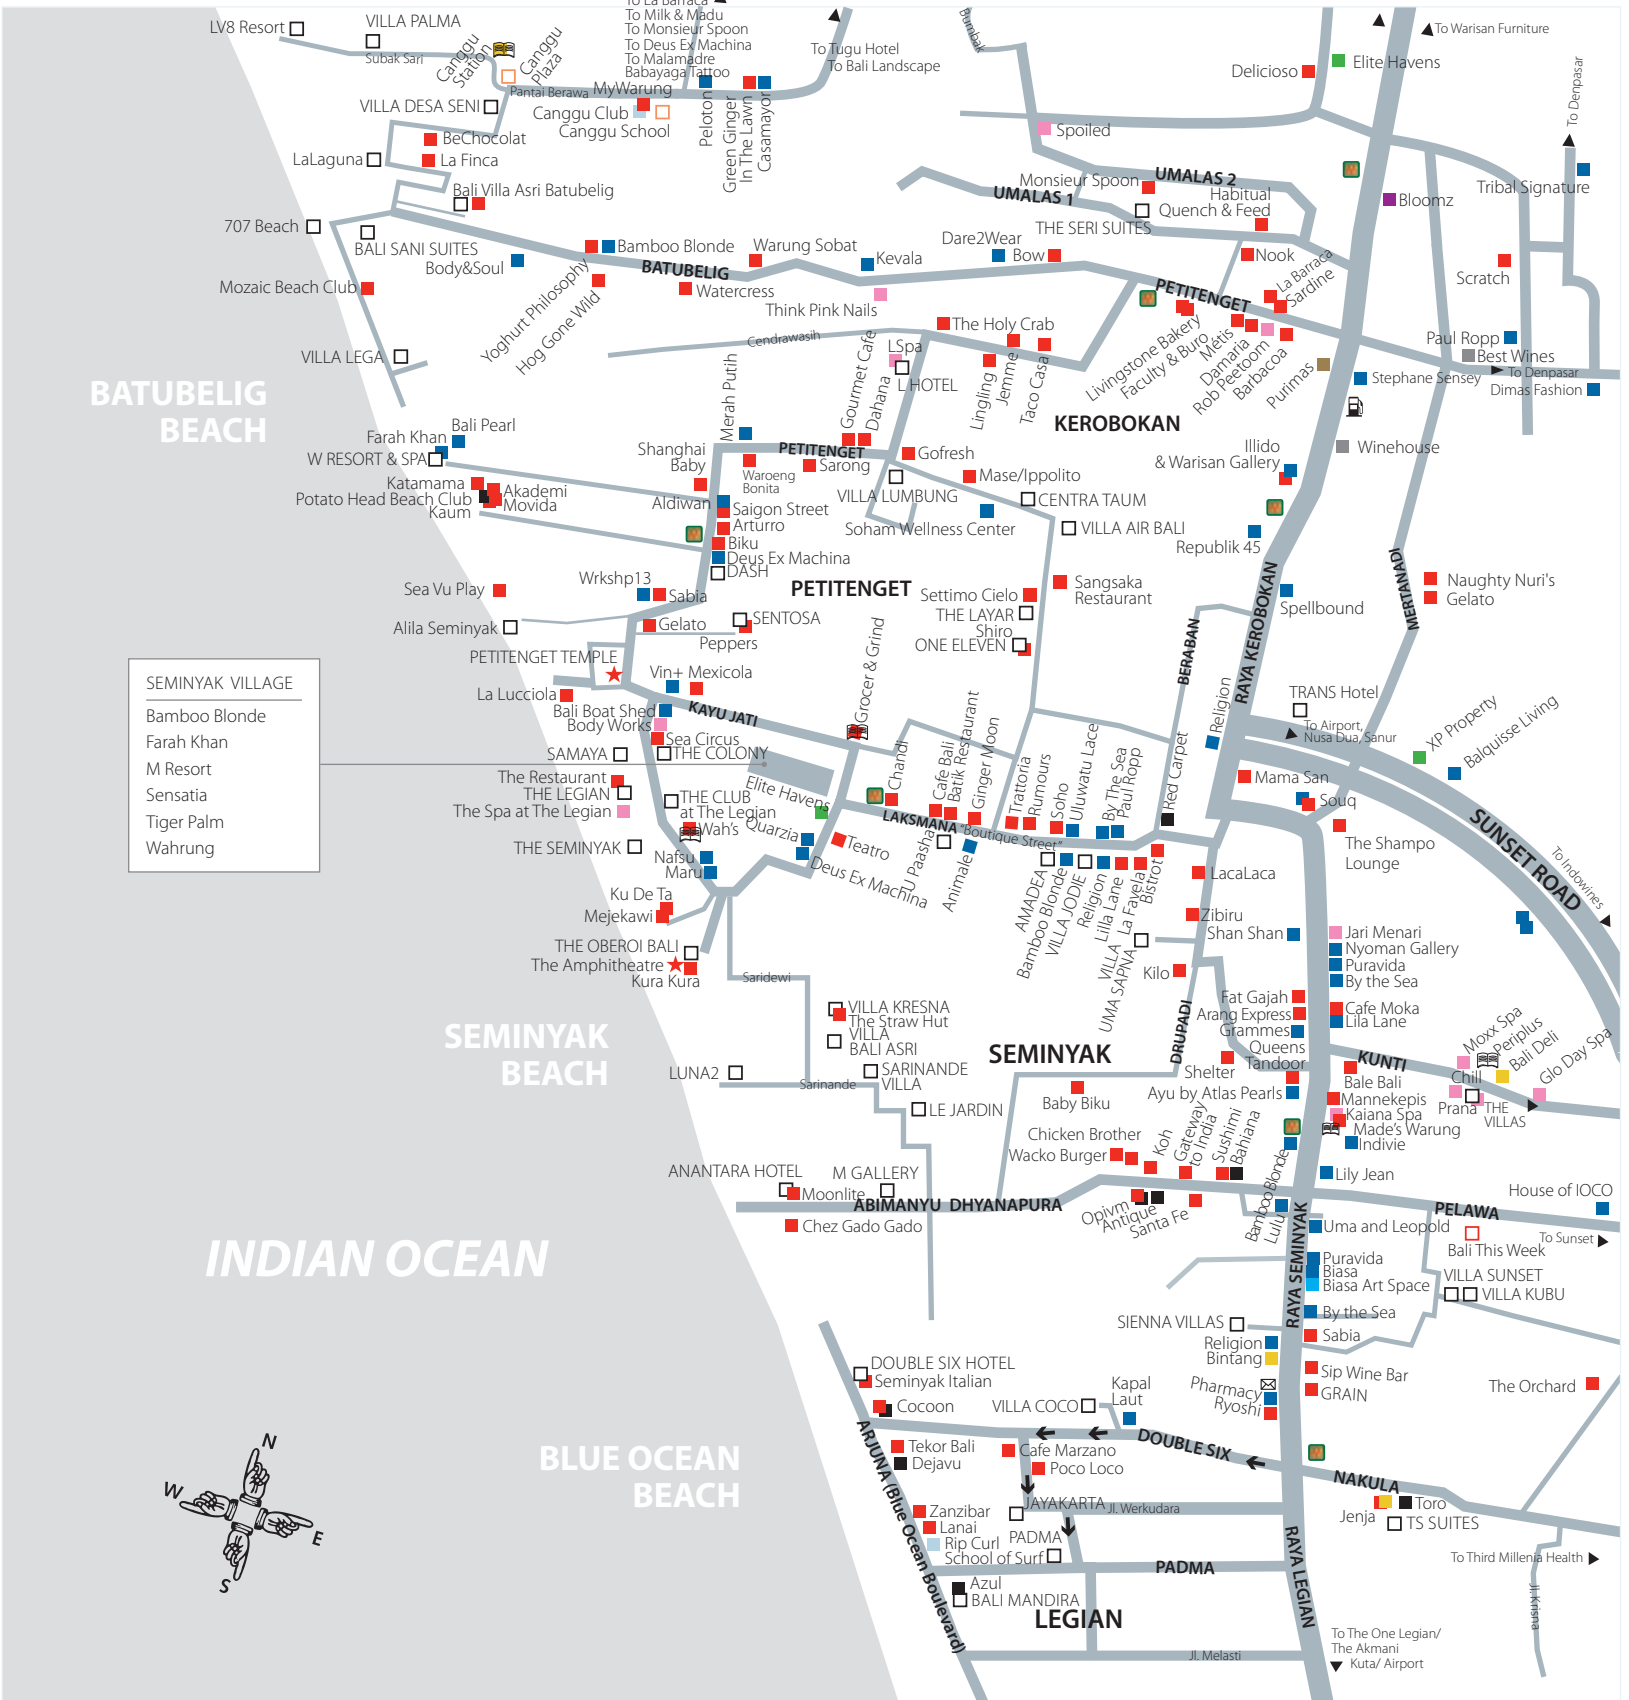 LV8 Resort
VILLA PALMA
Subak Sari
Canggu
Station
Canggu
Plaza
To La Barraca
To Milk & Madu
To Monsieur Spoon
To Deus Ex Machina
To Malamadre
Babayaga Tattoo
Pantai Berawa
MyWarung
VILLA DESA SENI
Canggu Club
Canggu School
Peloton
Green Ginger
In The Lawn
Casamayor
To Tugu Hotel
To Bali Landscape
Bumbak
To Warisan Furniture
Delicioso
Elite Havens
To Denpasar
BeChocolat
La Finca
LaLaguna
Spoiled
Bali Villa Asri Batubelig
UMALAS 2
Monsieur Spoon
UMALAS 1
Habitual
Quench & Feed
THE SERI SUITES
Tribal Signature
Bloomz
707 Beach
BALI SANI SUITES
Body&Soul
Bamboo Blonde
BATUBELIG
Warung Sobat
Kevala
Dare2Wear
Bow
Nook
La Barraca
Sardine
Scratch
Mozaic Beach Club
Yoghurt Philosophy
Hog Gone Wild
Watercress
Think Pink Nails
PETITENGET
The Holy Crab
Livingstone Bakery
Faculty & Buro
Métis
Damaria
Rob Peetoom
Barbacoa
Purimas
Paul Ropp
Best Wines
To Denpasar
Stephane Sensey
Dimas Fashion
VILLA LEGA
Cendrawasih
LSpa
L HOTEL
Lingling
Jemme
Taco Casa
BATUBELIG
BEACH
Merah Putih
Gourmet Cafe
Dahana
KEROBOKAN
Bali Pearl
Farah Khan
W RESORT & SPA
Shanghai
Baby
PETITENGET
Waroeng
Bonita
Sarong
Gofresh
Illido
& Warisan Gallery
Winehouse
Katamama
Akademi
Potato Head Beach Club
Movida
Kaum
Mase/Ippolito
VILLA LUMBUNG
CENTRA TAUM
Aldiwan
Saigon Street
Arturro
Biku
Deus Ex Machina
DASH
Soham Wellness Center
VILLA AIR BALI
Republik 45
Sea Vu Play
Wrkshp13
Sabia
PETITENGET
Settimo Cielo
Sangsaka
Restaurant
THE LAYAR
Shiro
ONE ELEVEN
RAYA KEROBOKAN
Spellbound
MERTANADI
Naughty Nuri's
Gelato
Alila Seminyak
Gelato
SENTOSA
Peppers
PETITENGET TEMPLE
Vin+
Mexicola
La Lucciola
BERABAN
Religion
SEMINYAK VILLAGE
Bamboo Blonde
Farah Khan
M Resort
Sensatia
Tiger Palm
Wahrung
Bali Boat Shed
Body Works
Sea Circus
KAYU JATI
Grocer & Grind
TRANS Hotel
To Airport,
Nusa Dua, Sanur
XP Property
Balquisse Living
SAMAYA
THE COLONY
The Restaurant
THE LEGIAN
The Spa at The Legian
THE CLUB
at The Legian
Wah's
Elite Havens
Chandi
Cafe Bali
Batik Restaurant
Ginger Moon
Trattoria
Rumours
Soho
Uluwatu Lace
By The Sea
Paul Ropp
Red Carpet
Mama San
Souq
LAKSMANA
"Boutique Street"
THE SEMINYAK
Nafsu
Maru
Quarzia
Teatro
Deus Ex Machina
U Paasha
Animale
AMADEA
Bamboo Blonde
VILLA JODIE
Religion
Lilla Lane
La Favela
Bistrot
LacaLaca
The Shampo
Lounge
SUNSET ROAD
To Indowines
Ku De Ta
Mejekawi
VILLA
UMA SAPNA
Zibiru
Shan Shan
Jari Menari
Nyoman Gallery
Puravida
By the Sea
THE OBEROI BALI
The Amphitheatre
Kura Kura
Saridewi
Kilo
Fat Gajah
Arang Express
Grammes
Cafe Moka
Lila Lane
VILLA KRESNA
The Straw Hut
VILLA
BALI ASRI
SEMINYAK
BEACH
SEMINYAK
DRUPADI
Queens
Tandoor
KUNTI
Moxx Spa
Periplus
Bali Deli
Glo Day Spa
LUNA2
Sarinande
SARINANDE
VILLA
Shelter
Baby Biku
Ayu by Atlas Pearls
Bale Bali
Mannekepis
Kaiana Spa
Made's Warung
Indivie
Chill
Prana
THE
VILLAS
LE JARDIN
Chicken Brother
Wacko Burger
Koh
Gateway
to India
Sushimi
Bahiana
Bamboo Blonde
Lulu
Lily Jean
ANANTARA HOTEL
Moonlite
M GALLERY
ABIMANYU DHYANAPURA
Chez Gado Gado
Opivm
Antique
Santa Fe
PELAWA
House of IOCO
To Sunset
INDIAN OCEAN
RAYA SEMINYAK
Uma and Leopold
Bali This Week
Puravida
Biasa
Biasa Art Space
VILLA SUNSET
VILLA KUBU
By the Sea
SIENNA VILLAS
Religion
Bintang
Sabia
DOUBLE SIX HOTEL
Seminyak Italian
Cocoon
Kapal
Laut
VILLA COCO
Pharmacy
Ryoshi
Sip Wine Bar
GRAIN
The Orchard
BLUE OCEAN
BEACH
ARJUNA (Blue Ocean Boulevard)
Tekor Bali
Dejavu
Cafe Marzano
Poco Loco
DOUBLE SIX
NAKULA
N
W
E
S
Zanzibar
Lanai
Rip Curl
School of Surf
JAYAKARTA
Jl. Werkudara
PADMA
Jenja
Toro
TS SUITES
RAYA LEGIAN
PADMA
To Third Millenia Health
Jl. Krisna
Azul
BALI MANDIRA
LEGIAN
Jl. Melasti
To The One Legian/
The Akmani
Kuta/ Airport